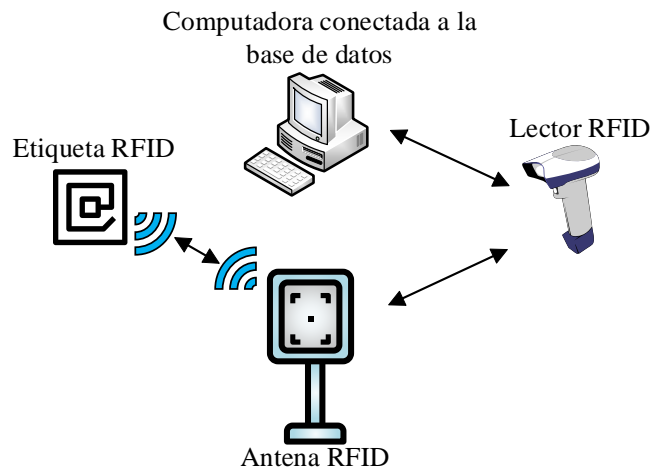 Computadora conectada a la
base de datos
Lector RFID
Etiqueta RFID
Antena RFID